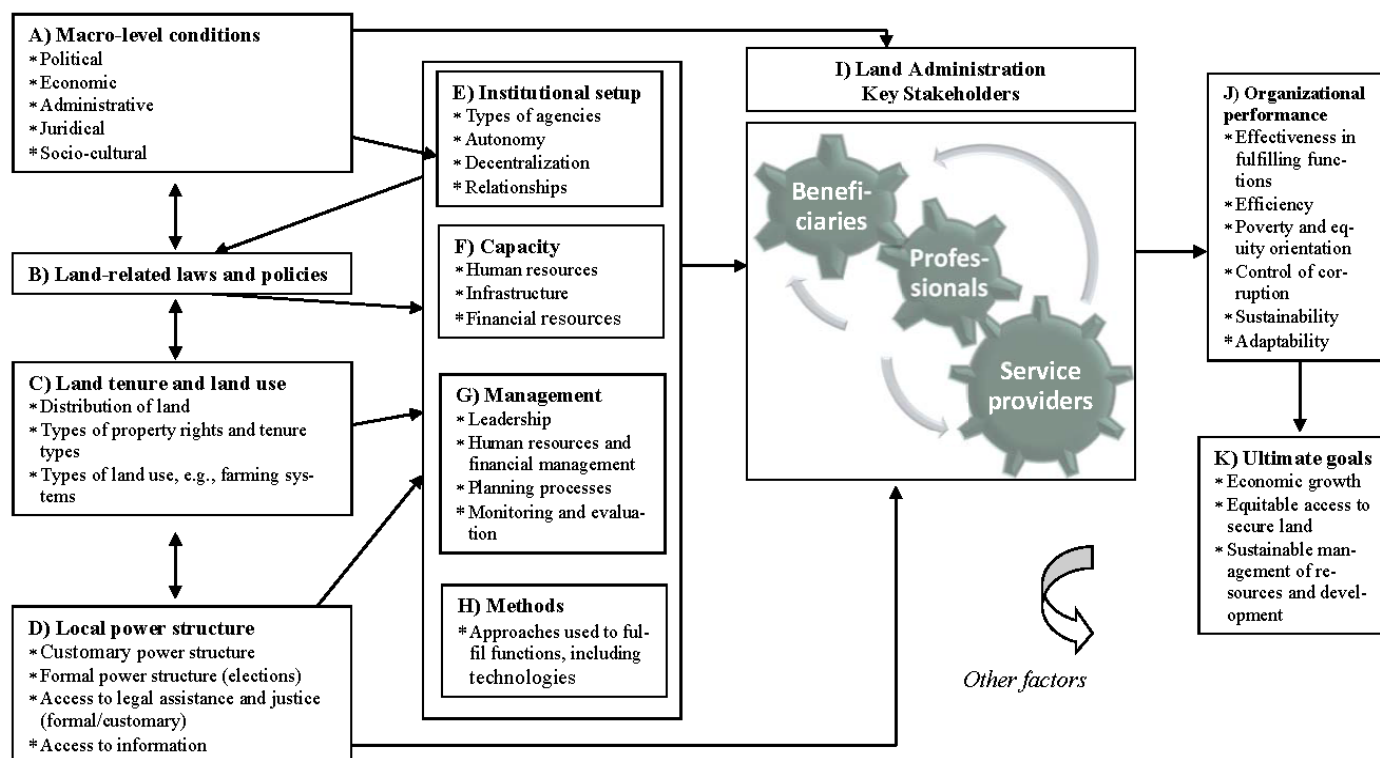 A) Macro-level conditions
* Political
* Economic
* Administrative
* Juridical
* Socio-cultural
B) Land-related laws and policies
C) Land tenure and land use
* Distribution of land
* Types of property rights and tenure
types
* Types of land use, e.g., farming sys-
tems
D) Local power structure
* Customary power structure
* Formal power structure (elections)
* Access to legal assistance and justice
(formal/customary)
* Access to information
E) Institutional setup
* Types of agencies
* Autonomy
* Decentralization
* Relationships
F) Capacity
* Human resources
* Infrastructure
* Financial resources
G) Management
* Leadership
* Human resources and
financial management
* Planning processes
* Monitoring and evalua-
tion
H) Methods
* Approaches used to ful-
fil functions, including
technologies
I) Land Administration
Key Stakeholders
Benefi-
ciaries
Profes-
sionals
Service
providers
Other factors
J) Organizational
performance
* Effectiveness in
fulfilling func-
tions
* Efficiency
* Poverty and eq
uity orientation
* Control of cor-
ruption
* Sustainability
* Adaptability
K) Ultimate goals
* Economic growth
* Equitable access to
secure land
* Sustainable man-
agement of re-
sources and devel-
opment